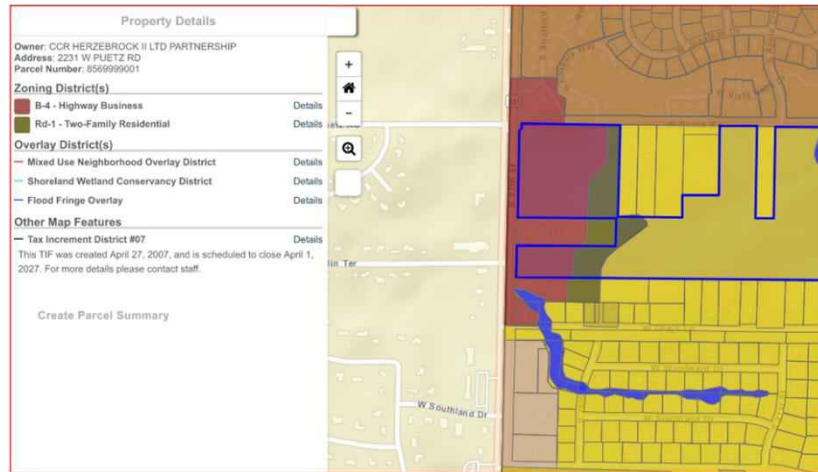 Property Details
Owner: CCR HERZEBROCK II LTD PARTNERSHIP
Address: 2231 W PUETZ RD
Parcel Number: 8569999001
Zoning District(s)
B-4 - Highway Business Details
Rd-1 - Two-Family Residential Details
Overlay District(s)
Mixed Use Neighborhood Overlay District Details
Shoreland Wetland Conservancy District Details
Flood Fringe Overlay Details
Other Map Features
Tax Increment District #07 Details
This TIF was created April 27, 2007, and is scheduled to close April 1,
2027. For more details please contact staff.
Create Parcel Summary
+
-
lin Ter
W Southland Dr